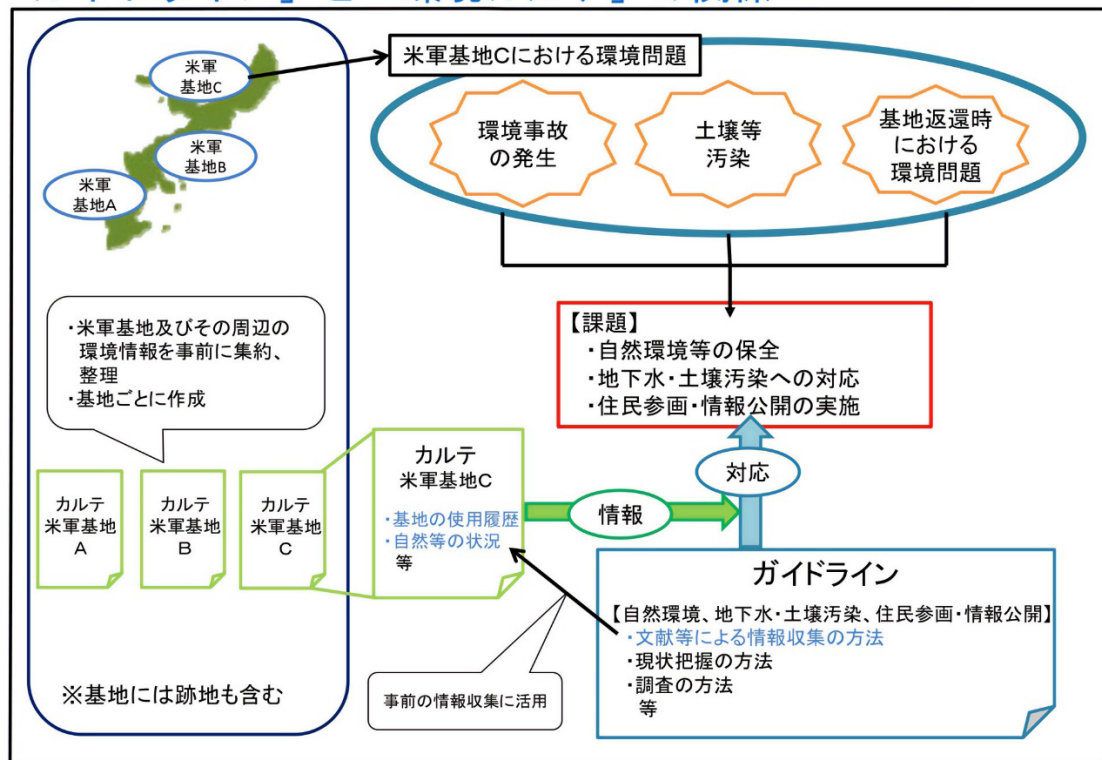 米軍
基地C
米軍
基地B
米軍
基地A
米軍基地Cにおける環境問題
環境事故
の発生
土壌等
汚染
基地返還時
における
環境問題
・米軍基地及びその周辺の
環境情報を事前に集約、
整理
・基地ごとに作成
【課題】
・自然環境等の保全
・地下水・土壌汚染への対応
・住民参画・情報公開の実施
カルテ
米軍基地
A
カルテ
米軍基地
B
カルテ
米軍基地
C
カルテ
米軍基地C
・基地の使用履歴
・自然等の状況
等
情報
対応
ガイドライン
【自然環境、地下水・土壌汚染、住民参画・情報公開】
・文献等による情報収集の方法
・現状把握の方法
・調査の方法
等
事前の情報収集に活用
※基地には跡地も含む